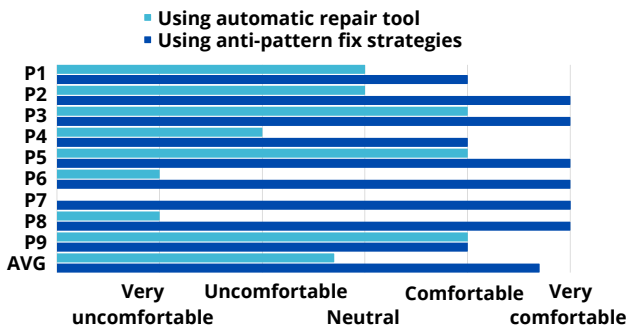 Using automatic repair tool
Using anti-pattern fix strategies
P1
P2
P3
P4
P5
P6
P7
P8
P9
AVG
Very uncomfortable
Uncomfortable
Neutral
Comfortable
Very comfortable